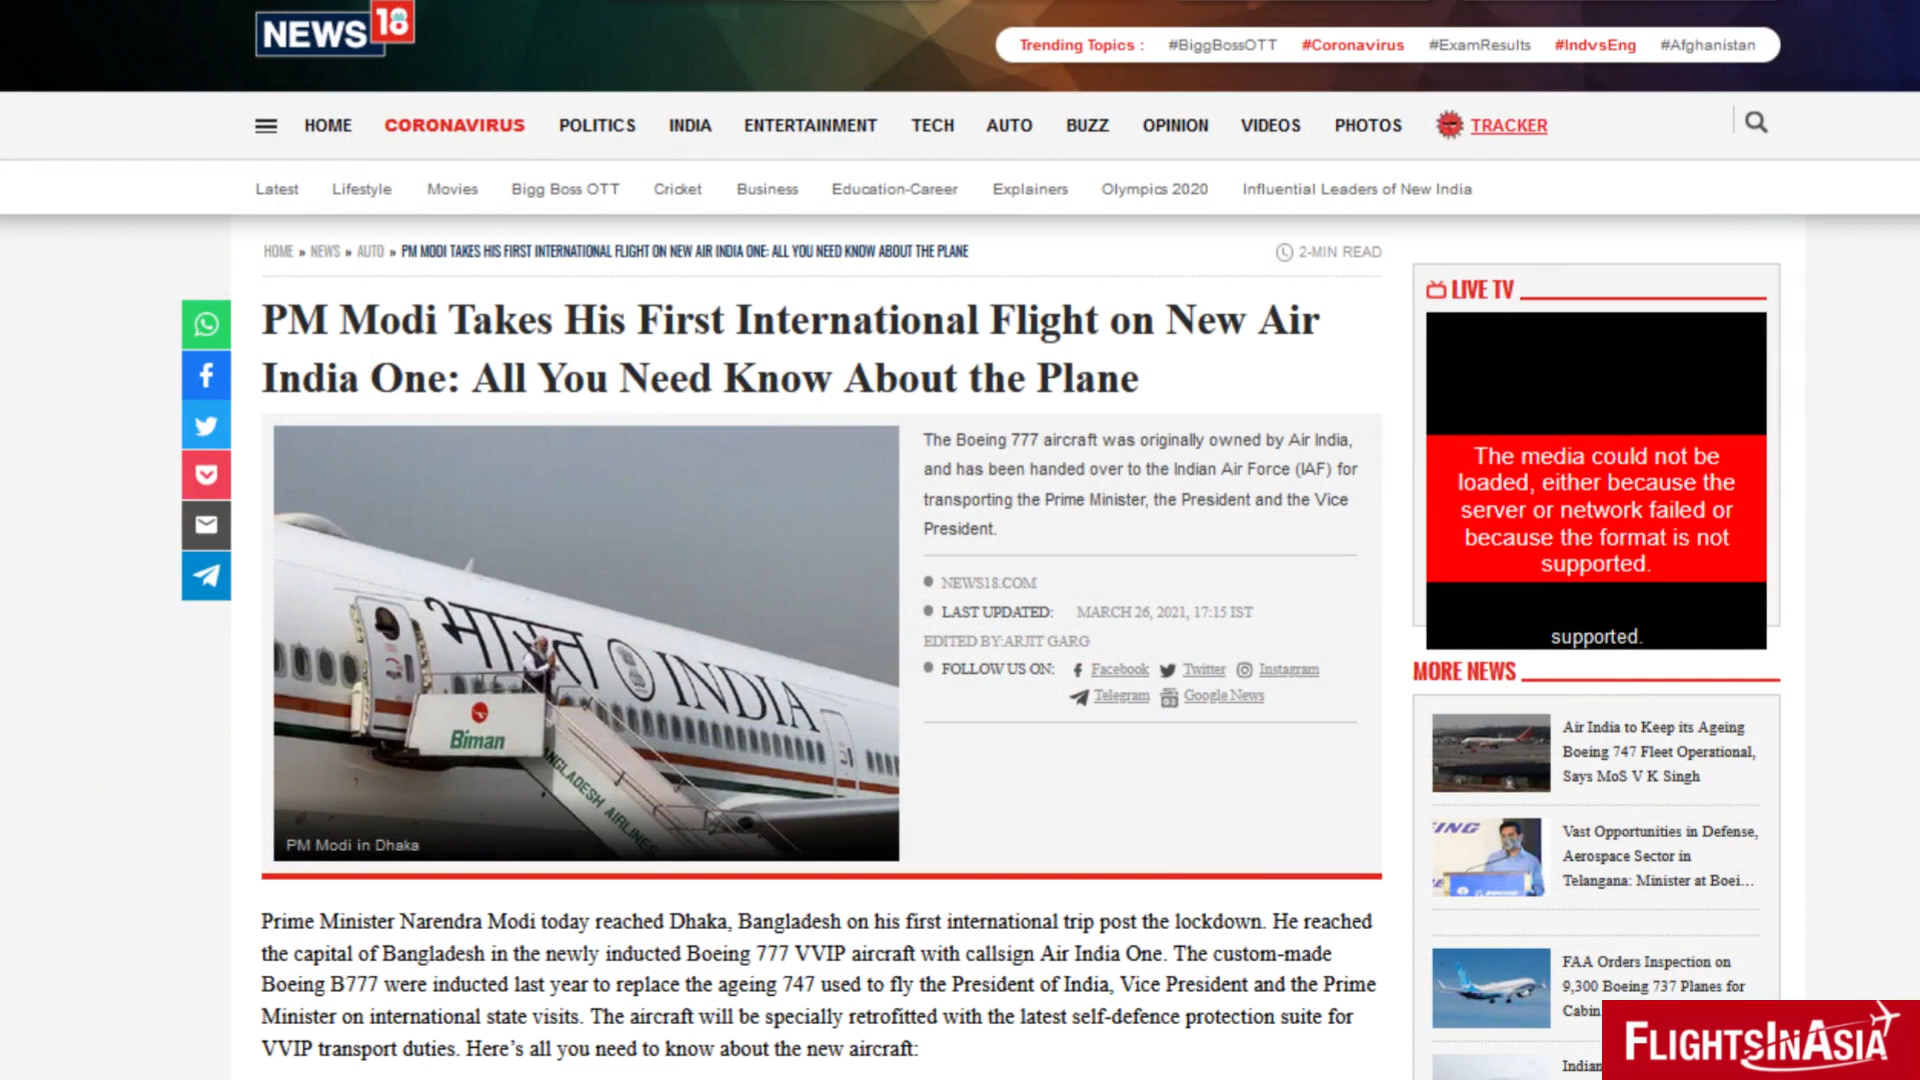 NEWS 18
Trending Topics : #BiggBossOTT #Coronavirus #ExamResults #IndvsEng #Afghanistan
HOME CORONAVIRUS POLITICS INDIA ENTERTAINMENT TECH AUTO BUZZ OPINION VIDEOS PHOTOS TRACKER
Latest Lifestyle Movies Bigg Boss OTT Cricket Business Education-Career Explainers Olympics 2020 Influential Leaders of New India
HOME » NEWS » AUTO » PM MODI TAKES HIS FIRST INTERNATIONAL FLIGHT ON NEW AIR INDIA ONE: ALL YOU NEED KNOW ABOUT THE PLANE
2-MIN READ
PM Modi Takes His First International Flight on New Air
India One: All You Need Know About the Plane
भारत INDIA
Biman
ANGLADESH AIRLINES
PM Modi in Dhaka
The Boeing 777 aircraft was originally owned by Air India,
and has been handed over to the Indian Air Force (IAF) for
transporting the Prime Minister, the President and the Vice
President.
NEWS18.COM
LAST UPDATED: MARCH 26, 2021, 17:15 IST
EDITED BY:ARJIT GARG
FOLLOW US ON: Facebook Twitter Instagram
Telegram Google News
Prime Minister Narendra Modi today reached Dhaka, Bangladesh on his first international trip post the lockdown. He reached
the capital of Bangladesh in the newly inducted Boeing 777 VVIP aircraft with callsign Air India One. The custom-made
Boeing B777 were inducted last year to replace the ageing 747 used to fly the President of India, Vice President and the Prime
Minister on international state visits. The aircraft will be specially retrofitted with the latest self-defence protection suite for
VVIP transport duties. Here’s all you need to know about the new aircraft:
LIVE TV
The media could not be
loaded, either because the
server or network failed or
because the format is not
supported.
supported.
MORE NEWS
Air India to Keep its Ageing
Boeing 747 Fleet Operational,
Says MoS V K Singh
Vast Opportunities in Defense,
Aerospace Sector in
Telangana: Minister at Boei...
FAA Orders Inspection on
9,300 Boeing 737 Planes for
Cabin
Indian
FLIGHTSINASIA